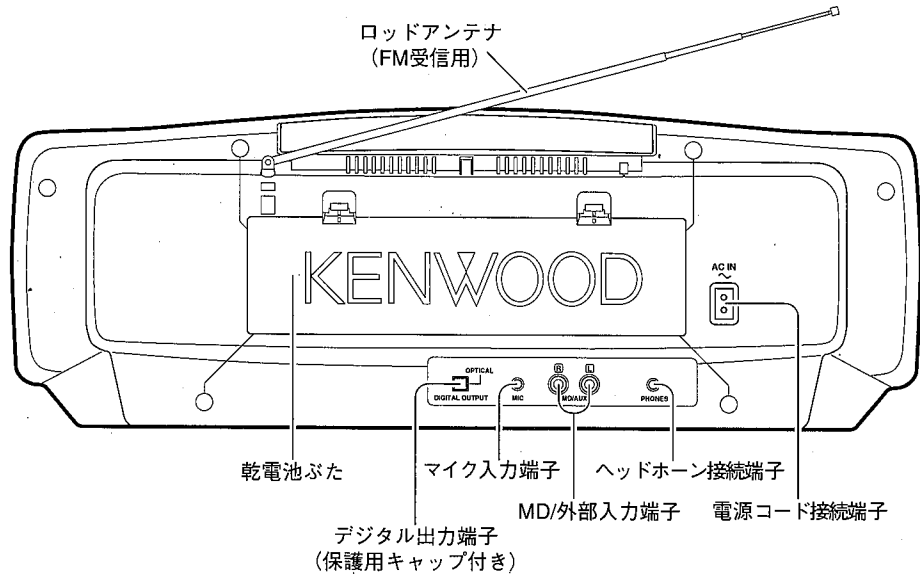 ロッドアンテナ
(FM受信用)
KENWOOD
AC IN
OPTICAL
DIGITAL OUTPUT
MIC
R
L
MD/AUX
PHONES
乾電池ぶた
マイク入力端子
ヘッドホーン接続端子
MD/外部入力端子
電源コード接続端子
デジタル出力端子
(保護用キャップ付き)